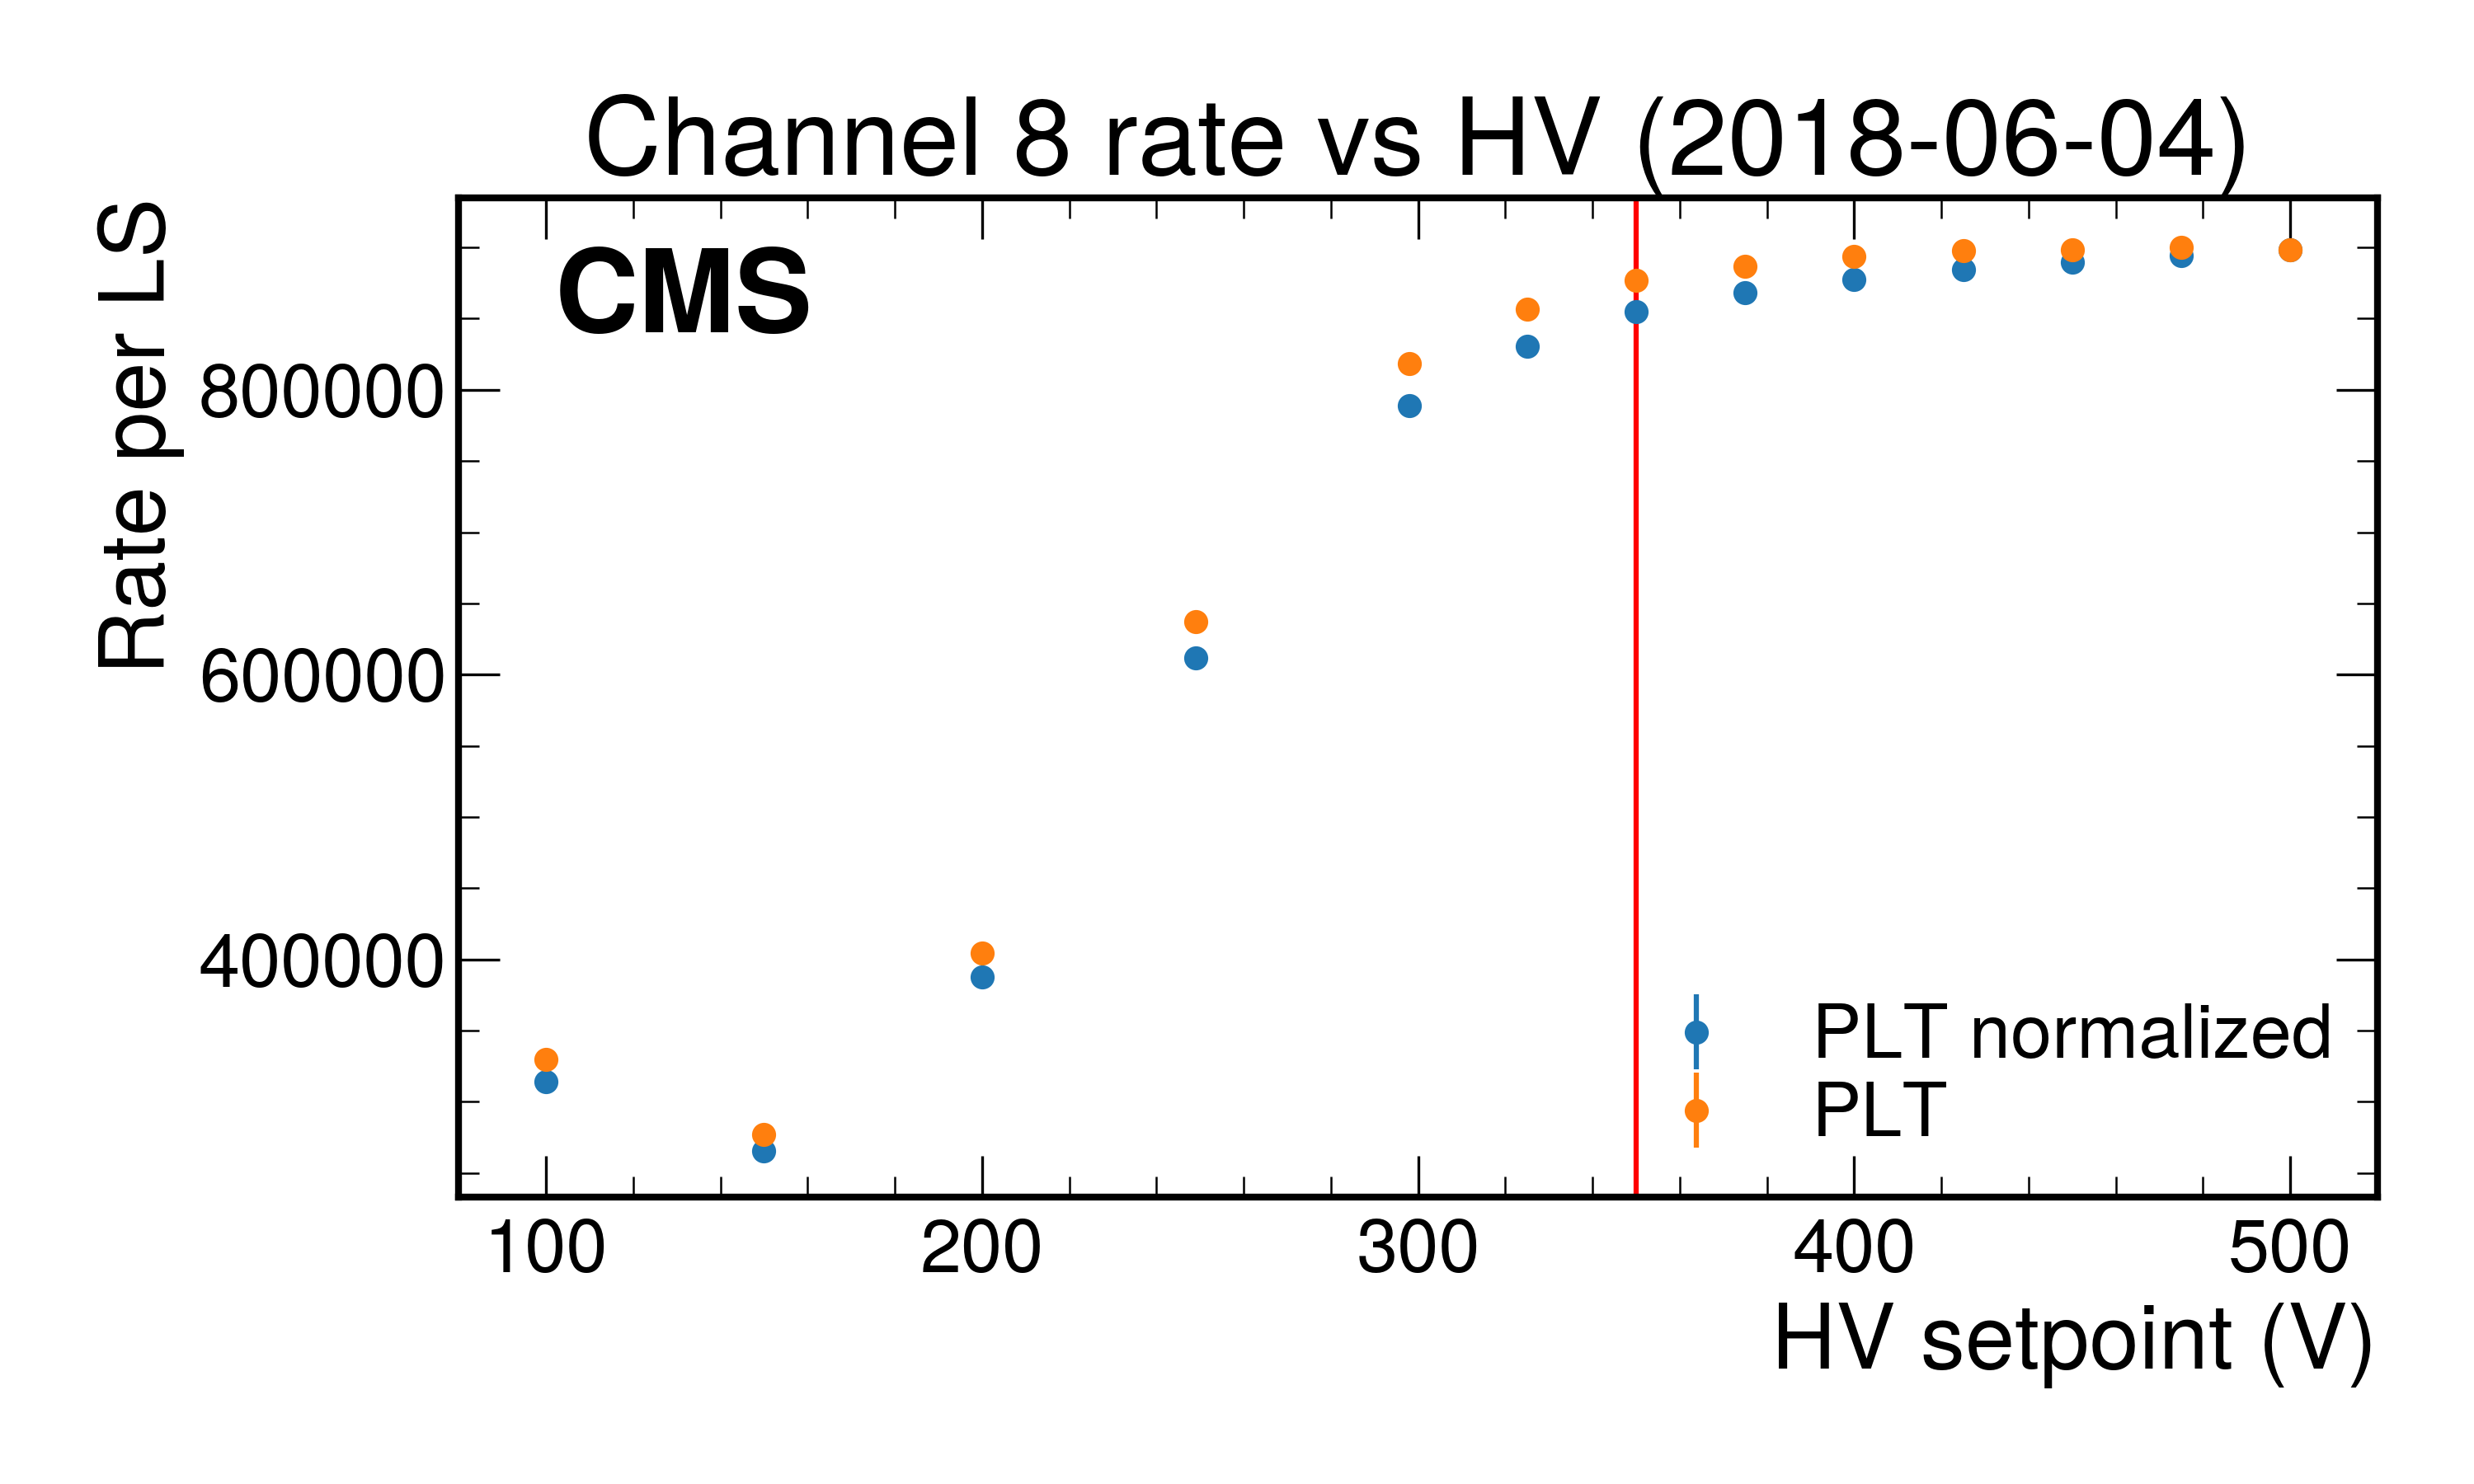 Channel 8 rate vs HV (2018-06-04)
CMS
Rate per LS
800000
600000
400000
PLT normalized
PLT
100 200 300 400 500
HV setpoint (V)